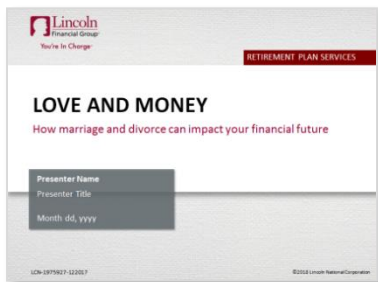 Lincoln
Financial Group®
You're In Charge®
RETIREMENT PLAN SERVICES
LOVE AND MONEY
How marriage and divorce can impact your financial future
Presenter Name
Presenter Title
Month dd, yyyy
LCN-1975927-122017
©2018 Lincoln National Corporation